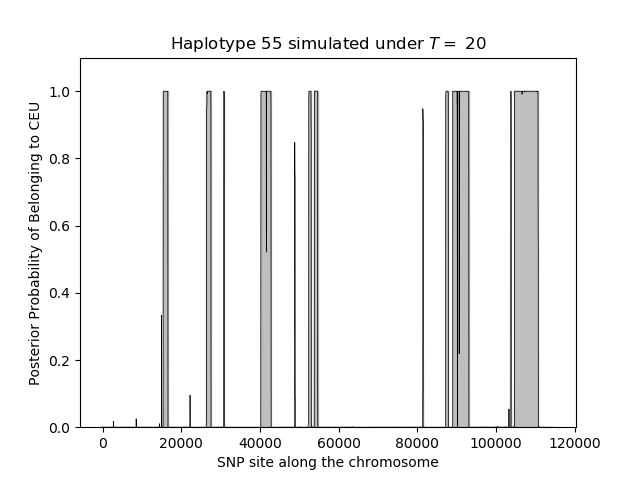 Haplotype 55 simulated under T = 20
Posterior Probability of Belonging to CEU
1.0
0.8
0.6
0.4
0.2
0.0
0 20000 40000 60000 80000 100000 120000
SNP site along the chromosome